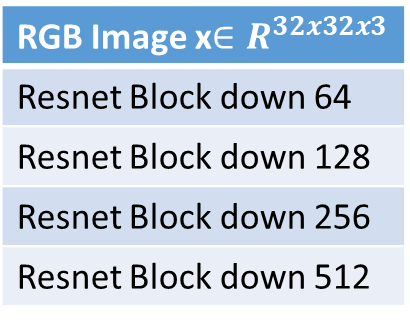 RGB Image x∈ R^{32x32x3}
Resnet Block down 64
Resnet Block down 128
Resnet Block down 256
Resnet Block down 512